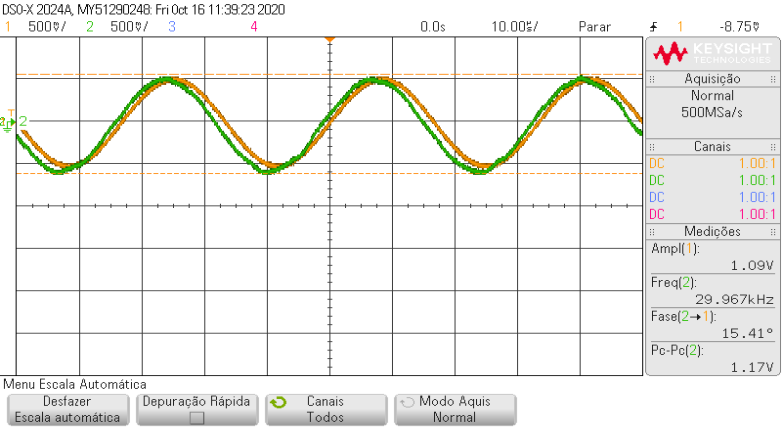 DSO-X 2024A, MY51290248: Fri Oct 16 11:39:23 2020
1 500mV/ 2 500mV/ 3 4 0.0s 10.00us/ Parar 1 -8.75mV
KEYSIGHT
TECHNOLOGIES
Aquisição
Normal
500MSa/s
Canais
DC 1.00:1
DC 1.00:1
DC 1.00:1
DC 1.00:1
Medições
Ampl(1):
1.09V
Freq(2):
29.967kHz
Fase(2→1):
15.41°
Pc-Pc(2):
1.17V
T
2
Menu Escala Automática
Desfazer
Escala automática
Depuração Rápida
Canais
Todos
Modo Aquis
Normal